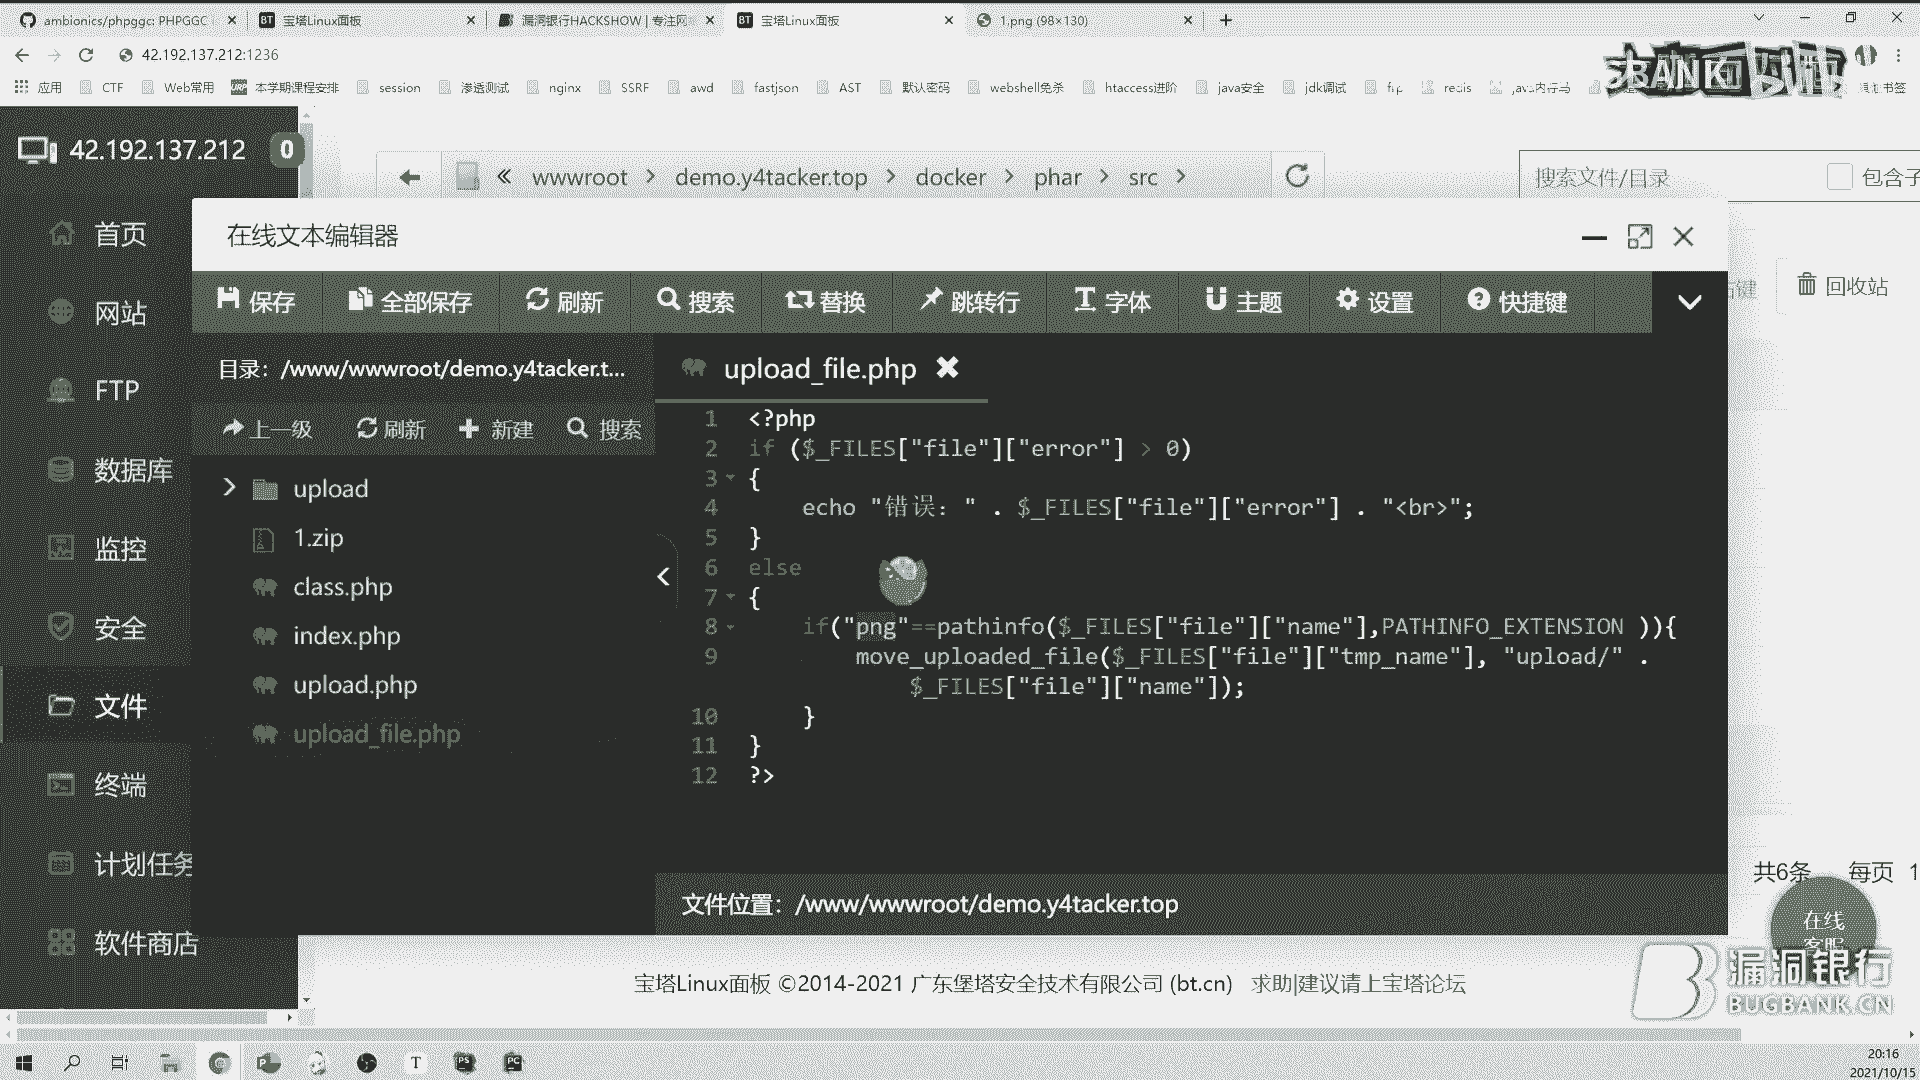 ambionics/phpggc: PHPGGC
宝塔Linux面板
漏洞银行HACKSHOW | 专注网
宝塔Linux面板
1.png (98×130)
42.192.137.212:1236
应用
CTF
Web常用
本学期课程安排
session
渗透测试
nginx
SSRF
awd
fastjson
AST
默认密码
webshell免杀
htaccess进阶
java安全
jdk调试
redis
java内存马
BANK
42.192.137.212
0
« wwwroot > demo.y4tacker.top > docker > phar > src >
搜索文件/目录
包含子
在线文本编辑器
首页
网站
FTP
数据库
监控
安全
文件
终端
计划任务
软件商店
保存
全部保存
刷新
搜索
替换
跳转行
字体
主题
设置
快捷键
右键
回收站
目录：/www/wwwroot/demo.y4tacker.t...
上一级
刷新
新建
搜索
upload
1.zip
class.php
index.php
upload.php
upload_file.php
upload_file.php
1 <?php
2 if ($_FILES["file"]["error"] > 0)
3 {
4 echo "错误：" . $_FILES["file"]["error"] . "<br>";
5 }
6 else
7 {
8 if("png"==pathinfo($_FILES["file"]["name"],PATHINFO_EXTENSION )){
9 move_uploaded_file($_FILES["file"]["tmp_name"], "upload/" .
$_FILES["file"]["name"]);
10 }
11 }
12 ?>
文件位置：/www/wwwroot/demo.y4tacker.top
共6条
每页 1
在线
客服
宝塔Linux面板 ©2014-2021 广东堡塔安全技术有限公司 (bt.cn) 求助|建议请上宝塔论坛
漏洞银行
BUGBANK.CN
20:16
2021/10/15